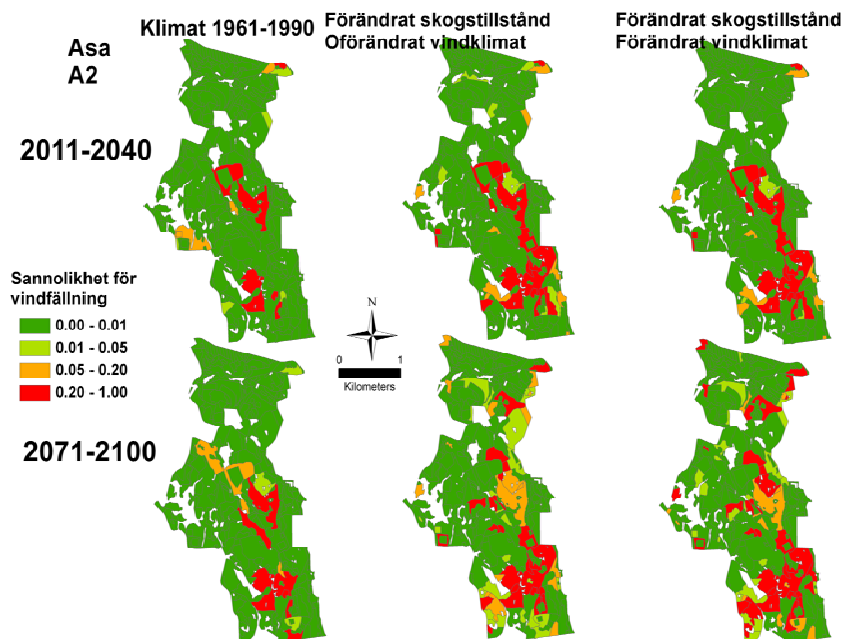 Asa
A2
Klimat 1961-1990
Förändrat skogstillstånd
Oförändrat vindklimat
Förändrat skogstillstånd
Förändrat vindklimat
2011-2040
Sannolikhet för
vindfällning
0.00 - 0.01
0.01 - 0.05
0.05 - 0.20
0.20 - 1.00
N
0 1
Kilometers
2071-2100